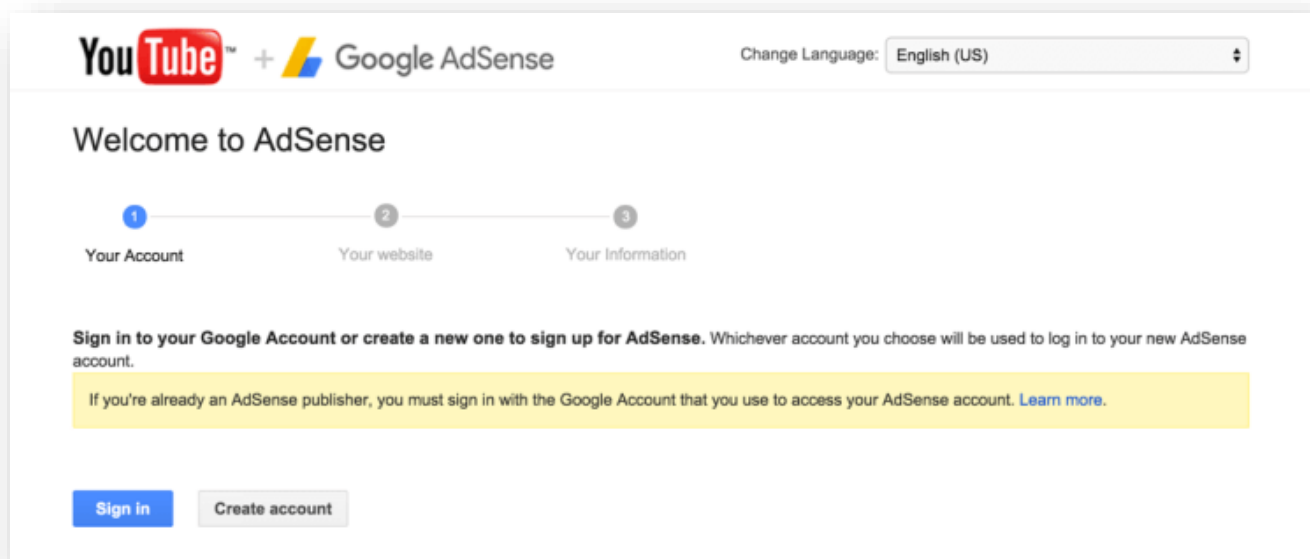 YouTube™ + Google AdSense
Change Language: English (US)
Welcome to AdSense
1 2 3
Your Account Your website Your Information
Sign in to your Google Account or create a new one to sign up for AdSense. Whichever account you choose will be used to log in to your new AdSense
account.
If you're already an AdSense publisher, you must sign in with the Google Account that you use to access your AdSense account. Learn more.
Sign in Create account